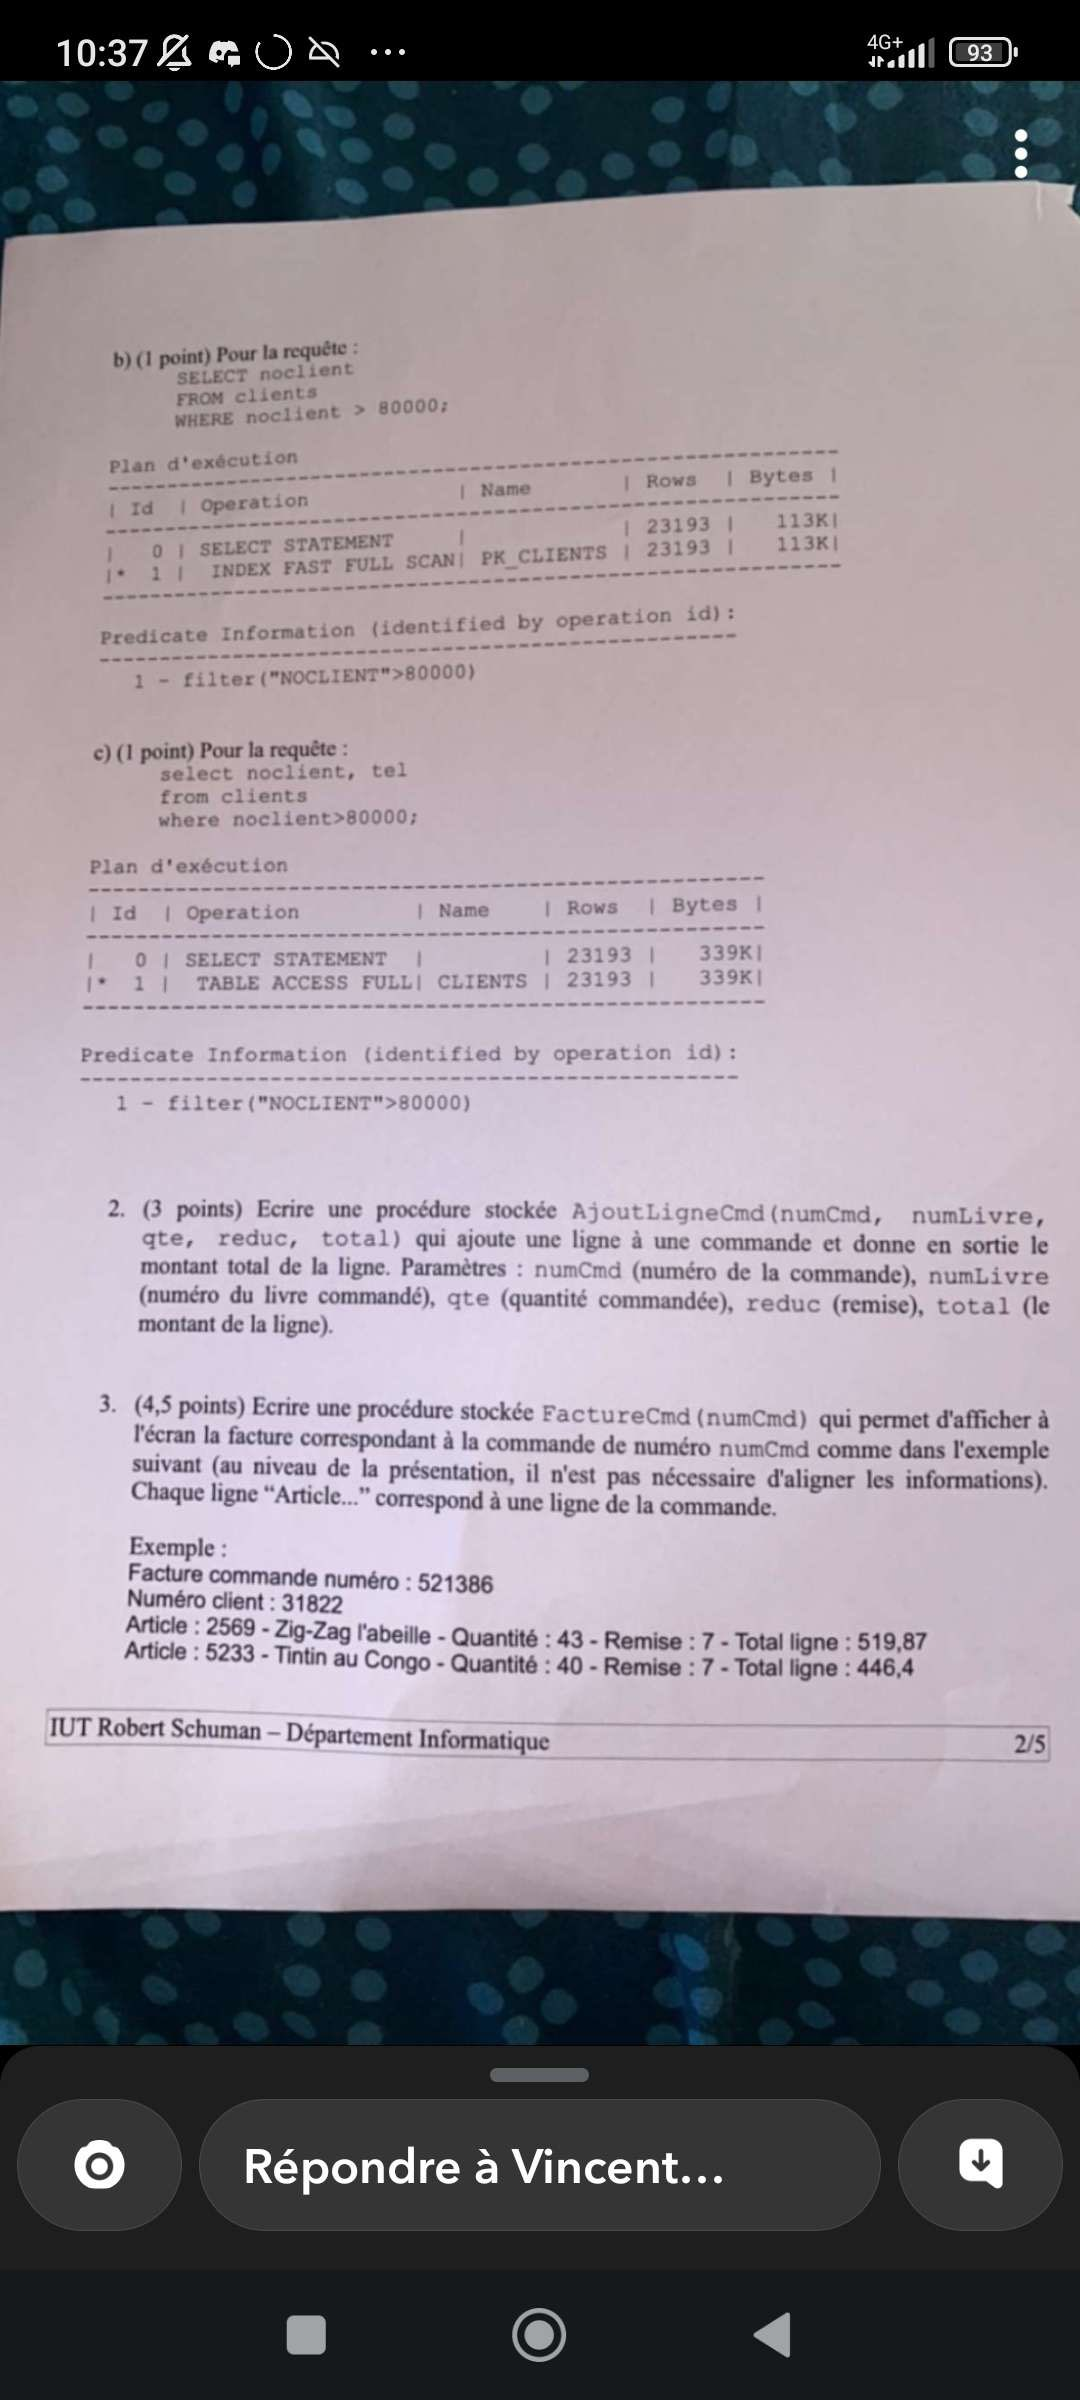 10:37
4G+
93
b) (1 point) Pour la requête :
SELECT noclient
FROM clients
WHERE noclient > 80000;
Plan d'exécution
------------------------------------------------------------
| Id | Operation | Name | Rows | Bytes |
------------------------------------------------------------
| 0 | SELECT STATEMENT | | 23193 | 113K|
|* 1 | INDEX FAST FULL SCAN| PK_CLIENTS | 23193 | 113K|
------------------------------------------------------------
Predicate Information (identified by operation id):
---------------------------------------------------
1 - filter("NOCLIENT">80000)
c) (1 point) Pour la requête :
select noclient, tel
from clients
where noclient>80000;
Plan d'exécution
------------------------------------------------------
| Id | Operation | Name | Rows | Bytes |
------------------------------------------------------
| 0 | SELECT STATEMENT | | 23193 | 339K|
|* 1 | TABLE ACCESS FULL| CLIENTS | 23193 | 339K|
------------------------------------------------------
Predicate Information (identified by operation id):
---------------------------------------------------
1 - filter("NOCLIENT">80000)
2. (3 points) Ecrire une procédure stockée AjoutLigneCmd(numCmd, numLivre,
qte, reduc, total) qui ajoute une ligne à une commande et donne en sortie le
montant total de la ligne. Paramètres : numCmd (numéro de la commande), numLivre
(numéro du livre commandé), qte (quantité commandée), reduc (remise), total (le
montant de la ligne).
3. (4,5 points) Ecrire une procédure stockée FactureCmd(numCmd) qui permet d'afficher à
l'écran la facture correspondant à la commande de numéro numCmd comme dans l'exemple
suivant (au niveau de la présentation, il n'est pas nécessaire d'aligner les informations).
Chaque ligne “Article...” correspond à une ligne de la commande.
Exemple :
Facture commande numéro : 521386
Numéro client : 31822
Article : 2569 - Zig-Zag l'abeille - Quantité : 43 - Remise : 7 - Total ligne : 519,87
Article : 5233 - Tintin au Congo - Quantité : 40 - Remise : 7 - Total ligne : 446,4
IUT Robert Schuman – Département Informatique 2/5
Répondre à Vincent...